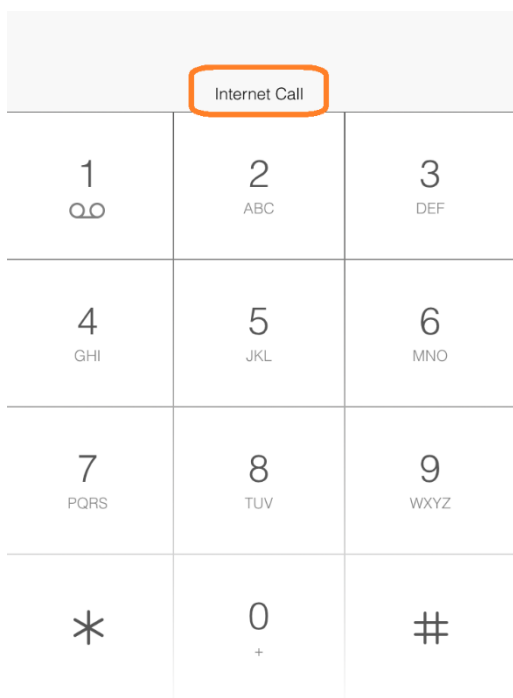 Internet Call
1 2 3
ABC DEF
4 5 6
GHI JKL MNO
7 8 9
PQRS TUV WXYZ
* 0 #
+